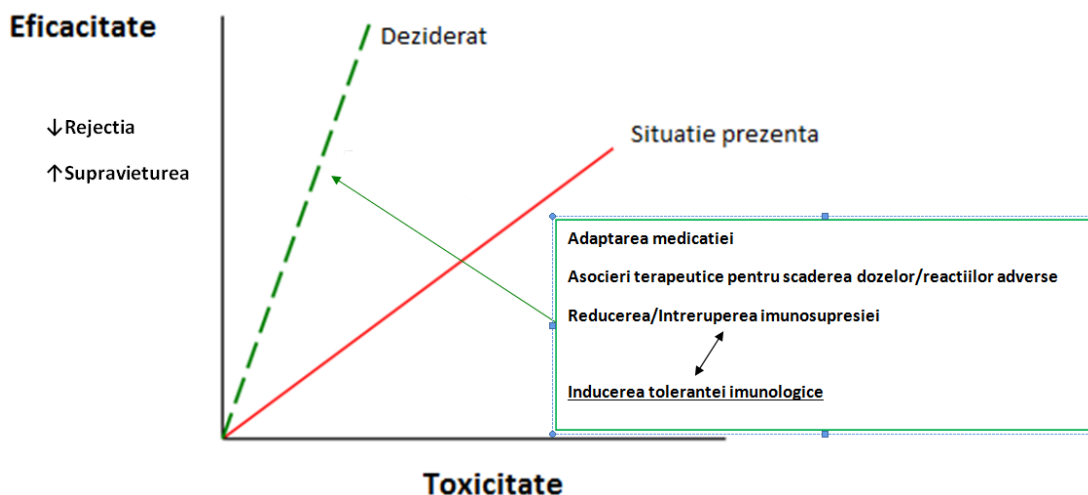 Eficacitate
Deziderat
↓Rejectia
↑Supravieturea
Situatie prezenta
Adaptarea medicatiei
Asocieri terapeutice pentru scaderea dozelor/reactiilor adverse
Reducerea/Intreruperea imunosupresiei
Inducerea tolerantei imunologice
Toxicitate